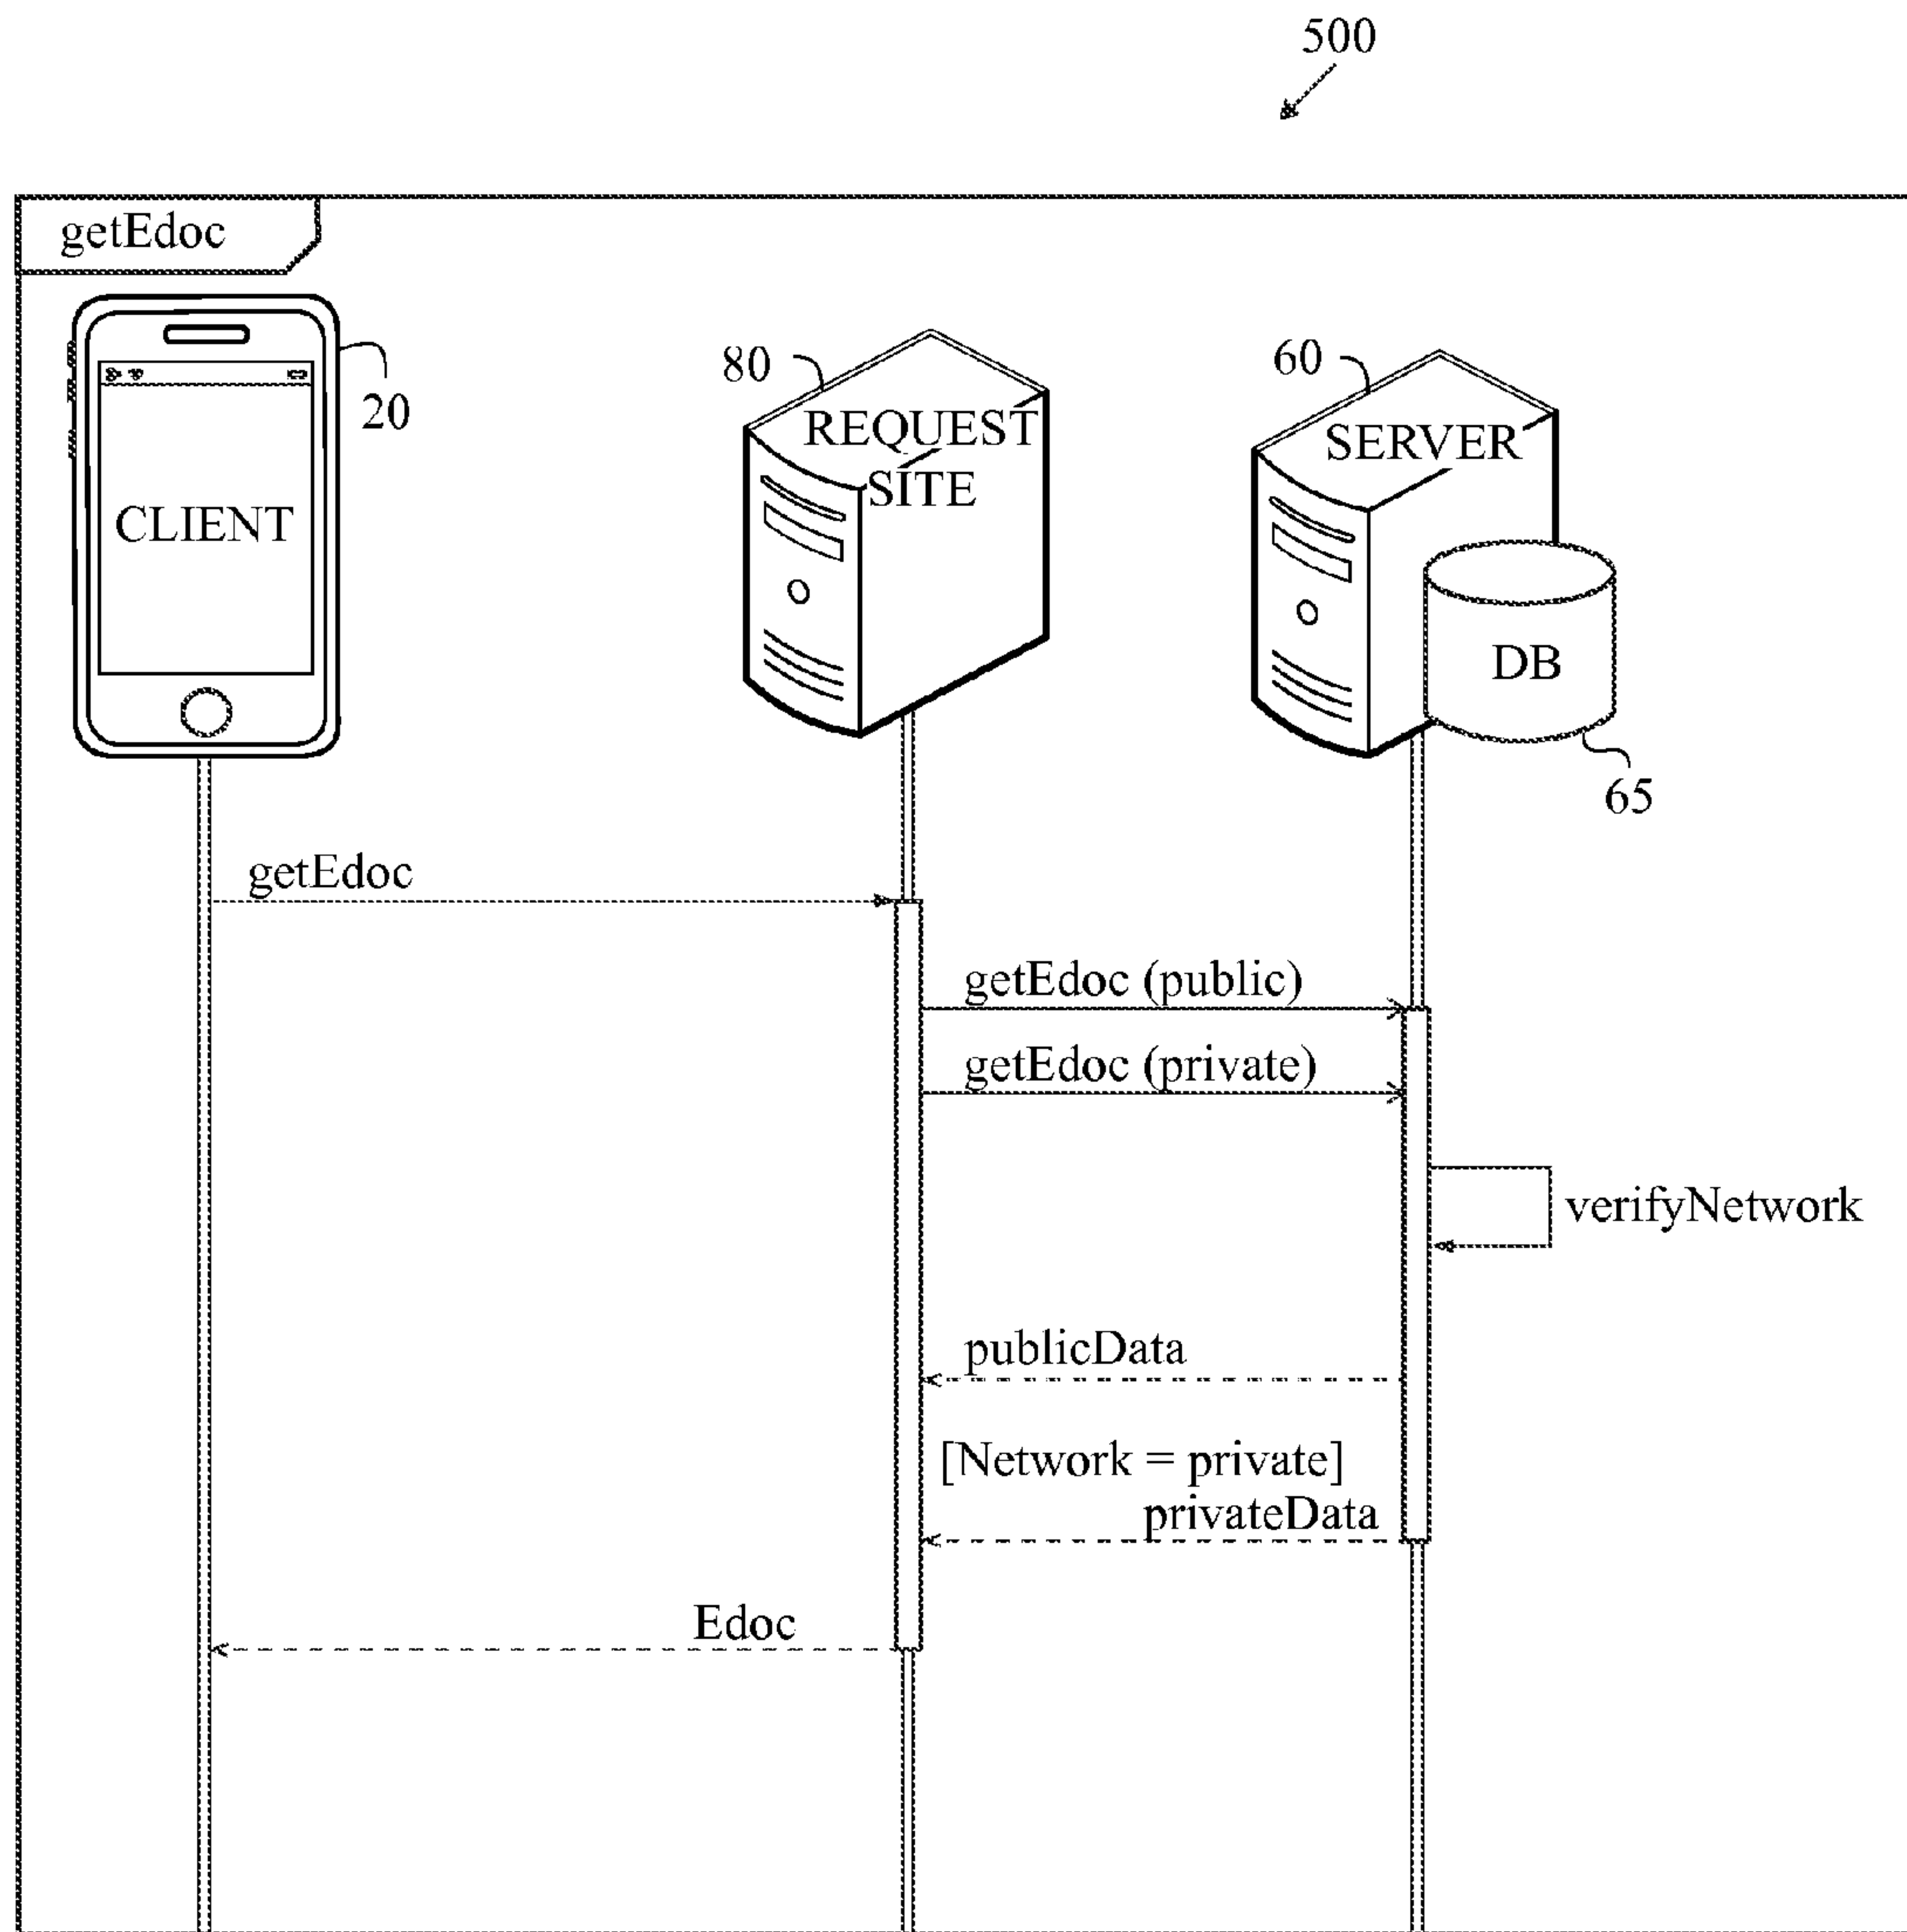 500
getEdoc
20
CLIENT
80
REQUEST
SITE
60
SERVER
DB
65
getEdoc
getEdoc (public)
getEdoc (private)
verifyNetwork
publicData
[Network = private]
privateData
Edoc